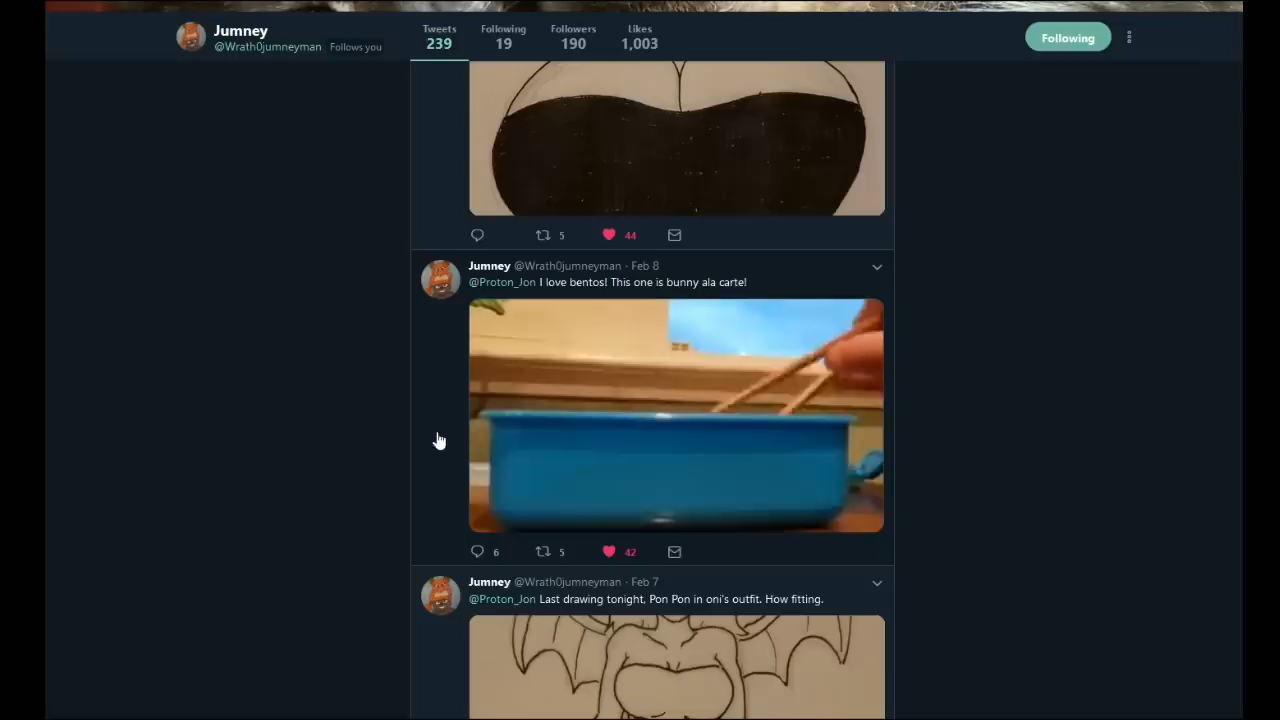 Jumney
@Wrath0jumneyman Follows you
Tweets
239
Following
19
Followers
190
Likes
1,003
Following
5
44
Jumney @Wrath0jumneyman · Feb 8
@Proton_Jon I love bentos! This one is bunny ala carte!
6
5
42
Jumney @Wrath0jumneyman · Feb 7
@Proton_Jon Last drawing tonight, Pon Pon in oni's outfit. How fitting.